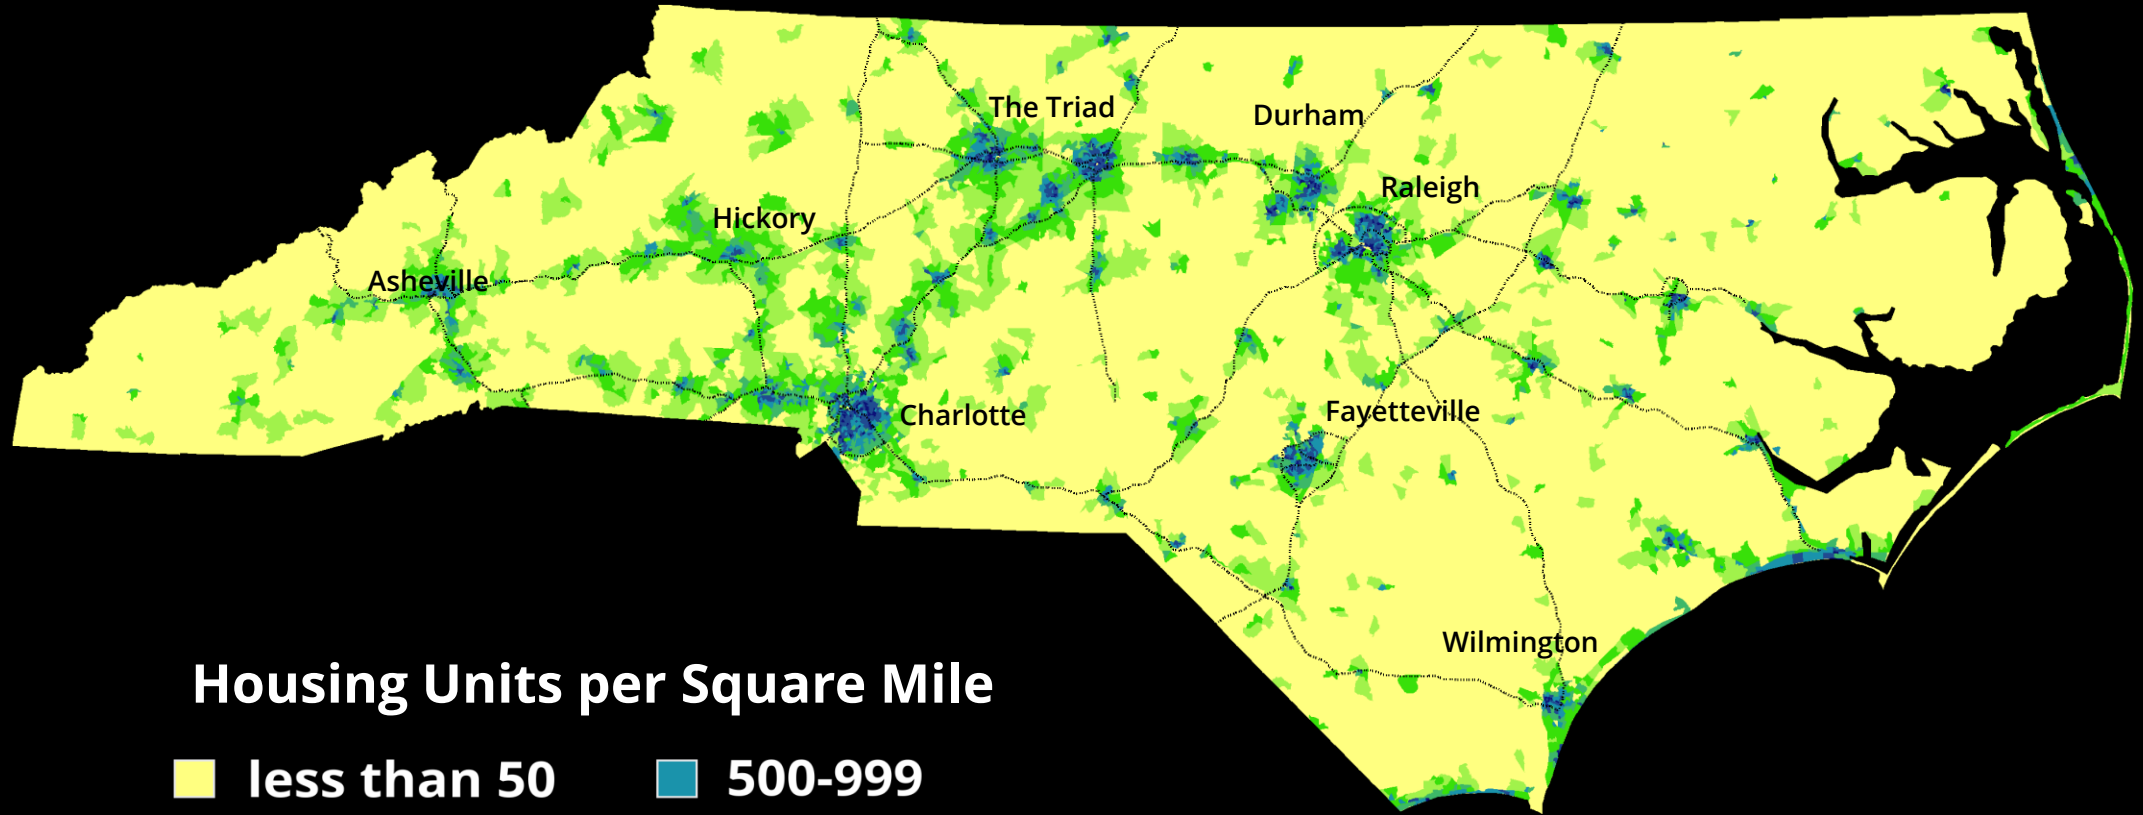 The Triad
Durham
Raleigh
Hickory
Asheville
Charlotte
Fayetteville
Wilmington
Housing Units per Square Mile
less than 50
500-999